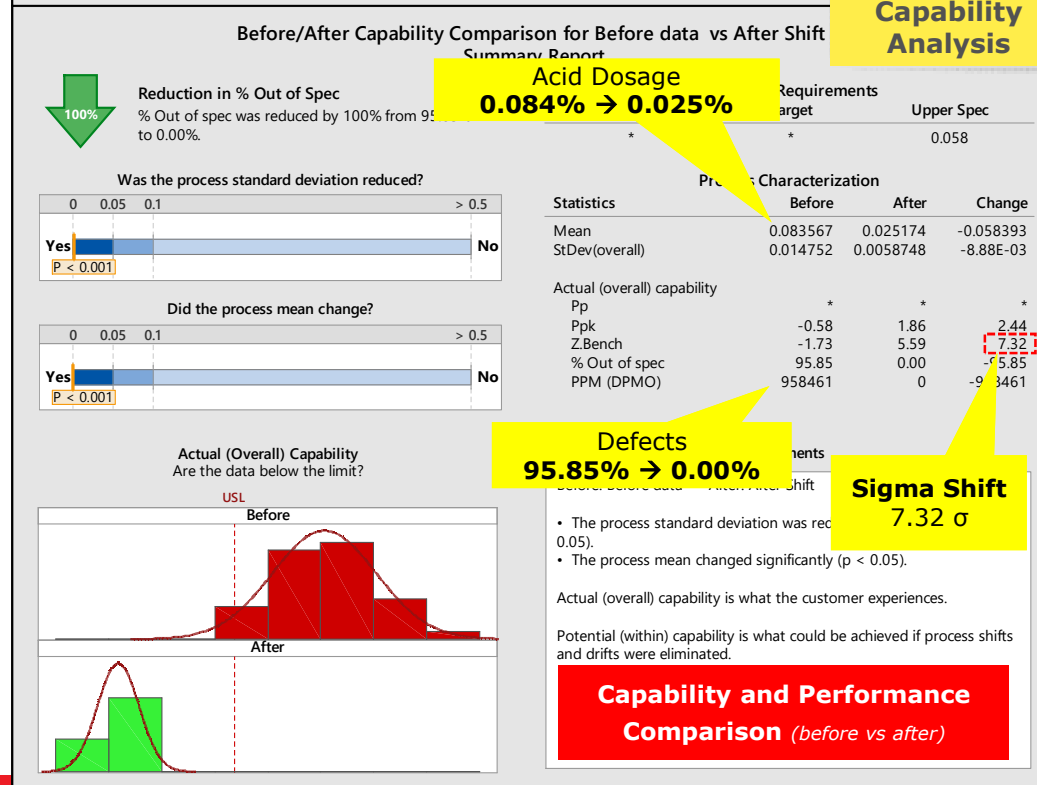 Capability
Analysis
Before/After Capability Comparison for Before data vs After Shift
Summary Report
Acid Dosage
0.084% → 0.025%
100%
Reduction in % Out of Spec
% Out of spec was reduced by 100% from
to 0.00%.
Requirements
Upper Spec
* * 0.058
Was the process standard deviation reduced?
0 0.05 0.1 > 0.5
Yes No
P < 0.001
Did the process mean change?
0 0.05 0.1 > 0.5
Yes No
P < 0.001
Characterization
Statistics Before After Change
Mean 0.083567 0.025174 -0.058393
StDev(overall) 0.014752 0.0058748 -8.88E-03
Actual (overall) capability
Pp * * *
Ppk -0.58 1.86 2.44
Z.Bench -1.73 5.59 7.32
% Out of spec 95.85 0.00 -95.85
PPM (DPMO) 958461 0
Defects
95.85% → 0.00%
Sigma Shift
7.32 σ
Actual (Overall) Capability
Are the data below the limit?
USL
Before
After
• The process standard deviation was
0.05).
• The process mean changed significantly (p < 0.05).
Actual (overall) capability is what the customer experiences.
Potential (within) capability is what could be achieved if process shifts
and drifts were eliminated.
Capability and Performance
Comparison (before vs after)